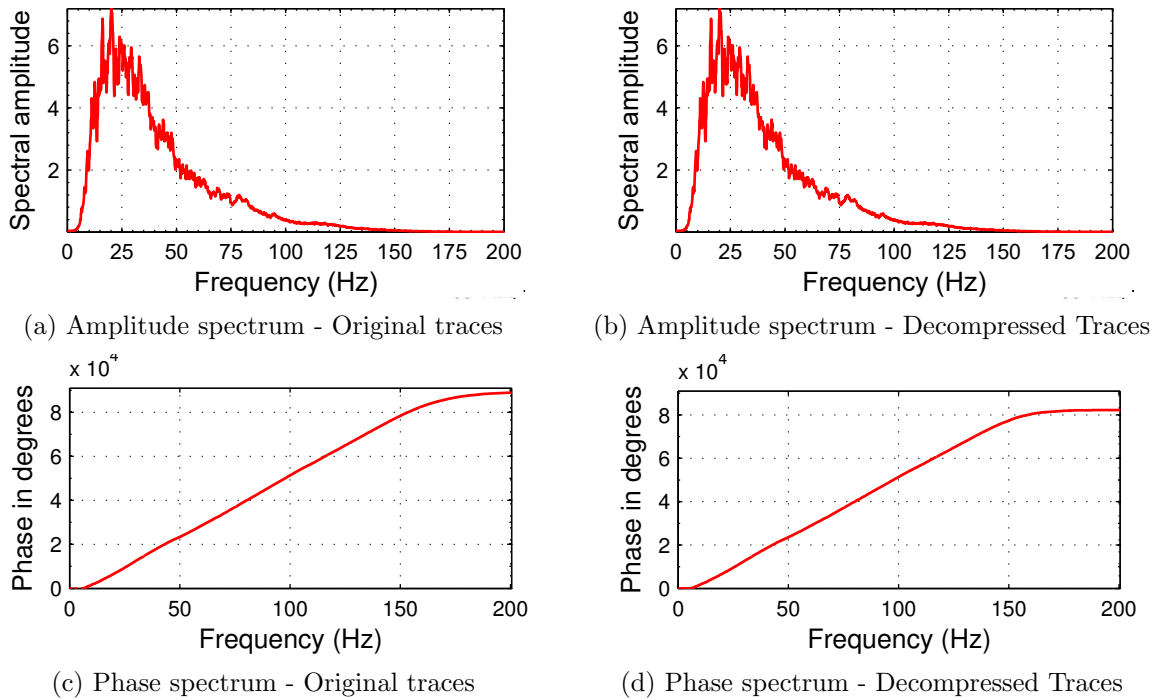 6
4
2
Spectral amplitude
0 25 50 75 100 125 150 175 200
Frequency (Hz)
(a) Amplitude spectrum - Original traces
6
4
2
Spectral amplitude
0 25 50 75 100 125 150 175 200
Frequency (Hz)
(b) Amplitude spectrum - Decompressed Traces
x 10^4
8
6
4
2
0
Phase in degrees
0 50 100 150 200
Frequency (Hz)
(c) Phase spectrum - Original traces
x 10^4
8
6
4
2
0
Phase in degrees
0 50 100 150 200
Frequency (Hz)
(d) Phase spectrum - Decompressed Traces